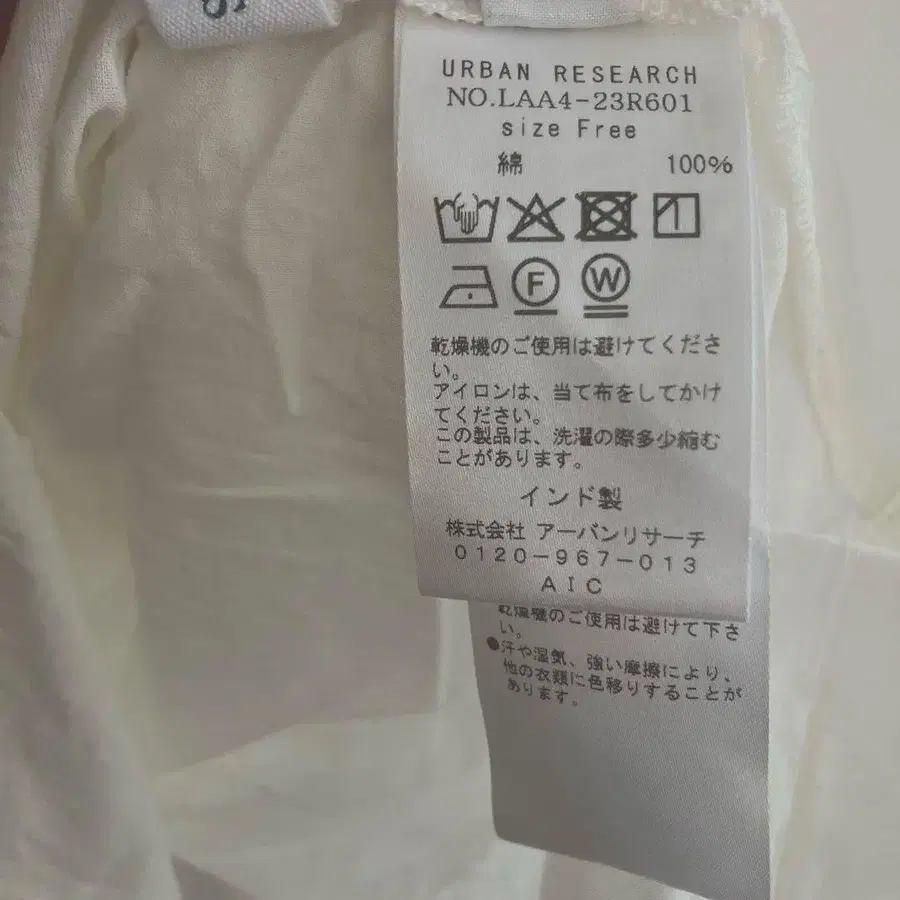 URBAN RESEARCH
NO.LAA4-23R601
size Free
綿 100%
F W
乾燥機のご使用は避けてくださ
い。
アイロンは、当て布をしてかけ
てください。
この製品は、洗濯の際多少縮む
ことがあります。
インド製
株式会社 アーバンリサーチ
0120-967-013
AIC
乾燥機のご使用は避けて下さ
い。
●汗や湿気、強い摩擦により、
他の衣類に色移りすることが
あります。